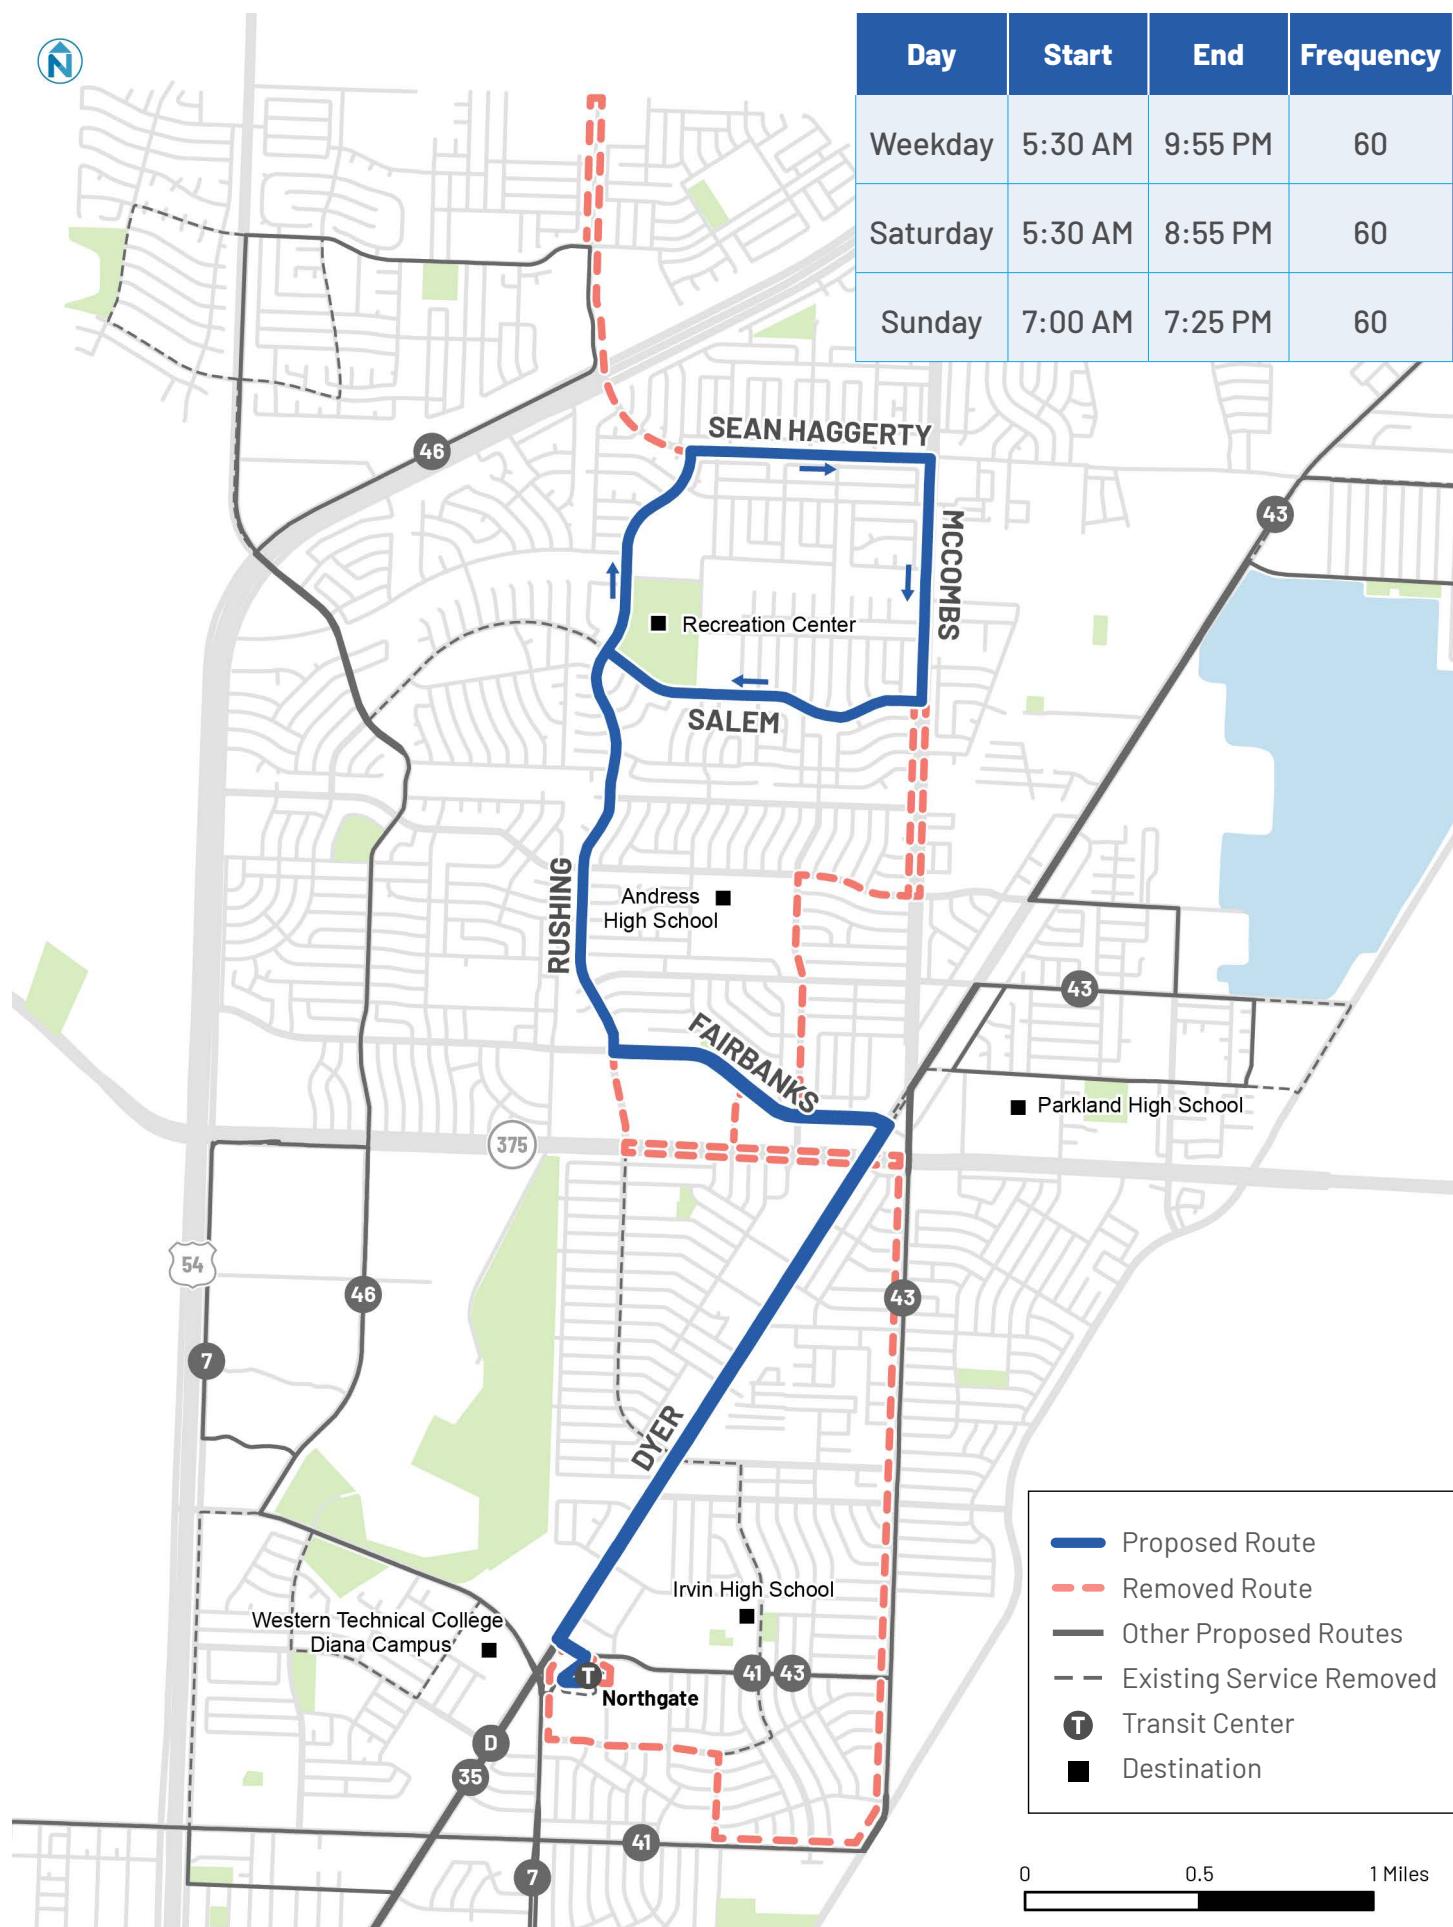 N
Day Start End Frequency
Weekday 5:30 AM 9:55 PM 60
Saturday 5:30 AM 8:55 PM 60
Sunday 7:00 AM 7:25 PM 60
SEAN HAGGERTY
46
43
MCCOMBS
Recreation Center
SALEM
RUSHING
Andress
High School
43
FAIRBANKS
Parkland High School
375
54
46
43
7
DYER
Irvin High School
Western Technical College
Diana Campus
T
41 43
Northgate
D
35
41
7
Proposed Route
Removed Route
Other Proposed Routes
Existing Service Removed
T Transit Center
Destination
0 0.5 1 Miles